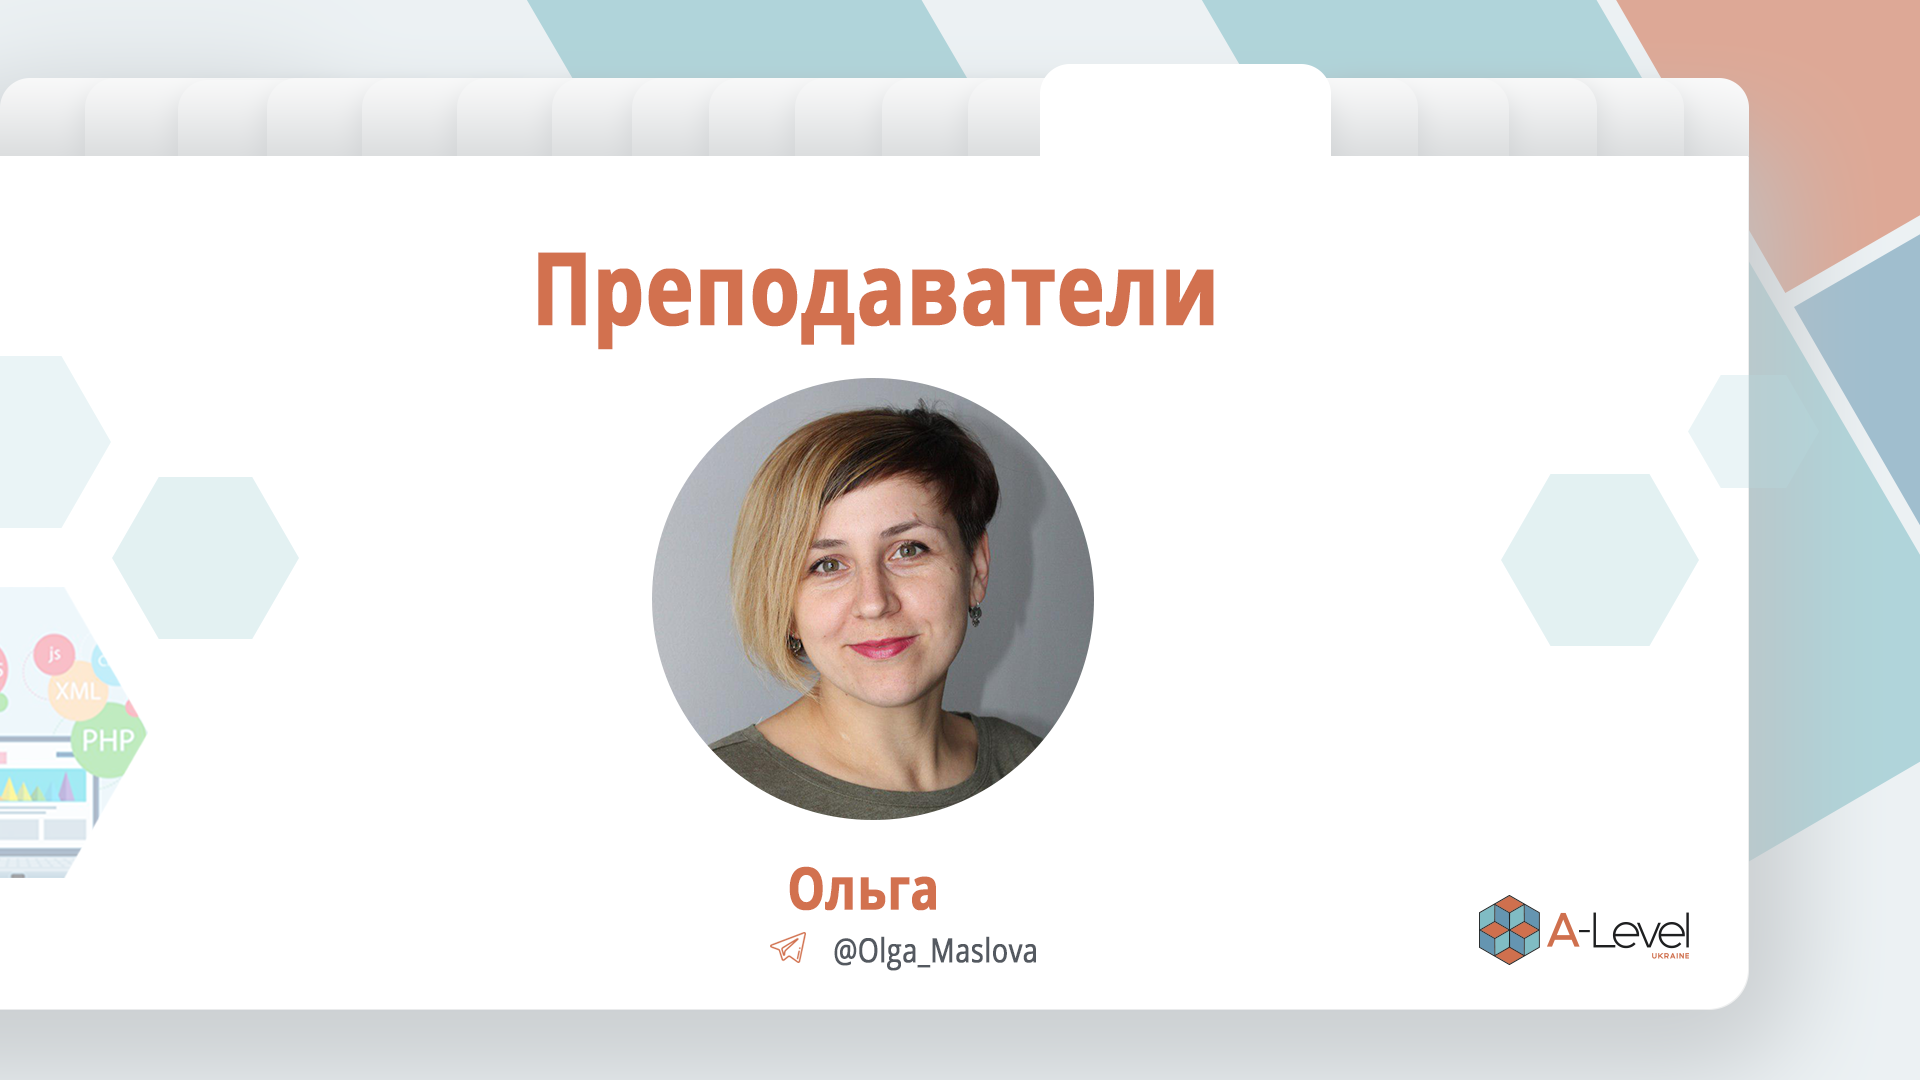 Преподаватели
js
XML
PHP
Ольга
@Olga_Maslova
A-Level
UKRAINE